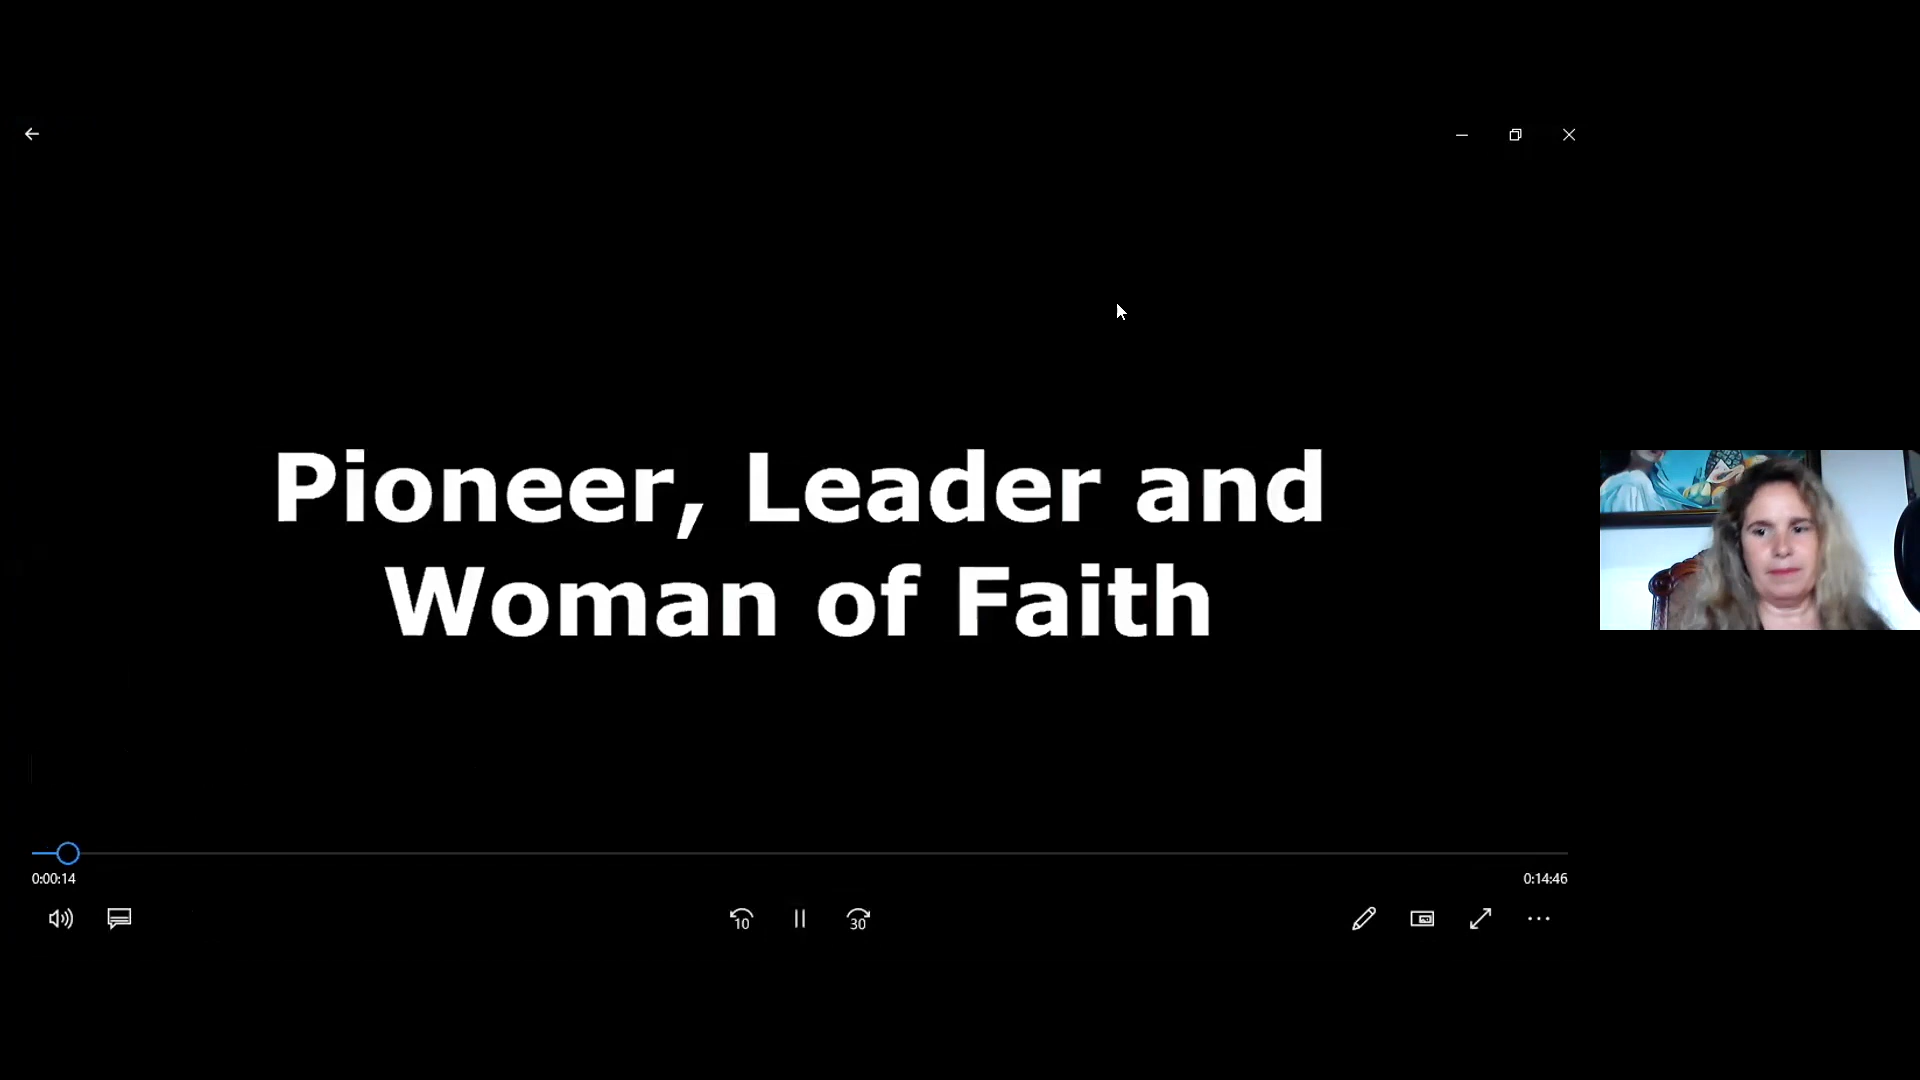 Pioneer, Leader and
Woman of Faith
0:00:14
0:14:46
10
30